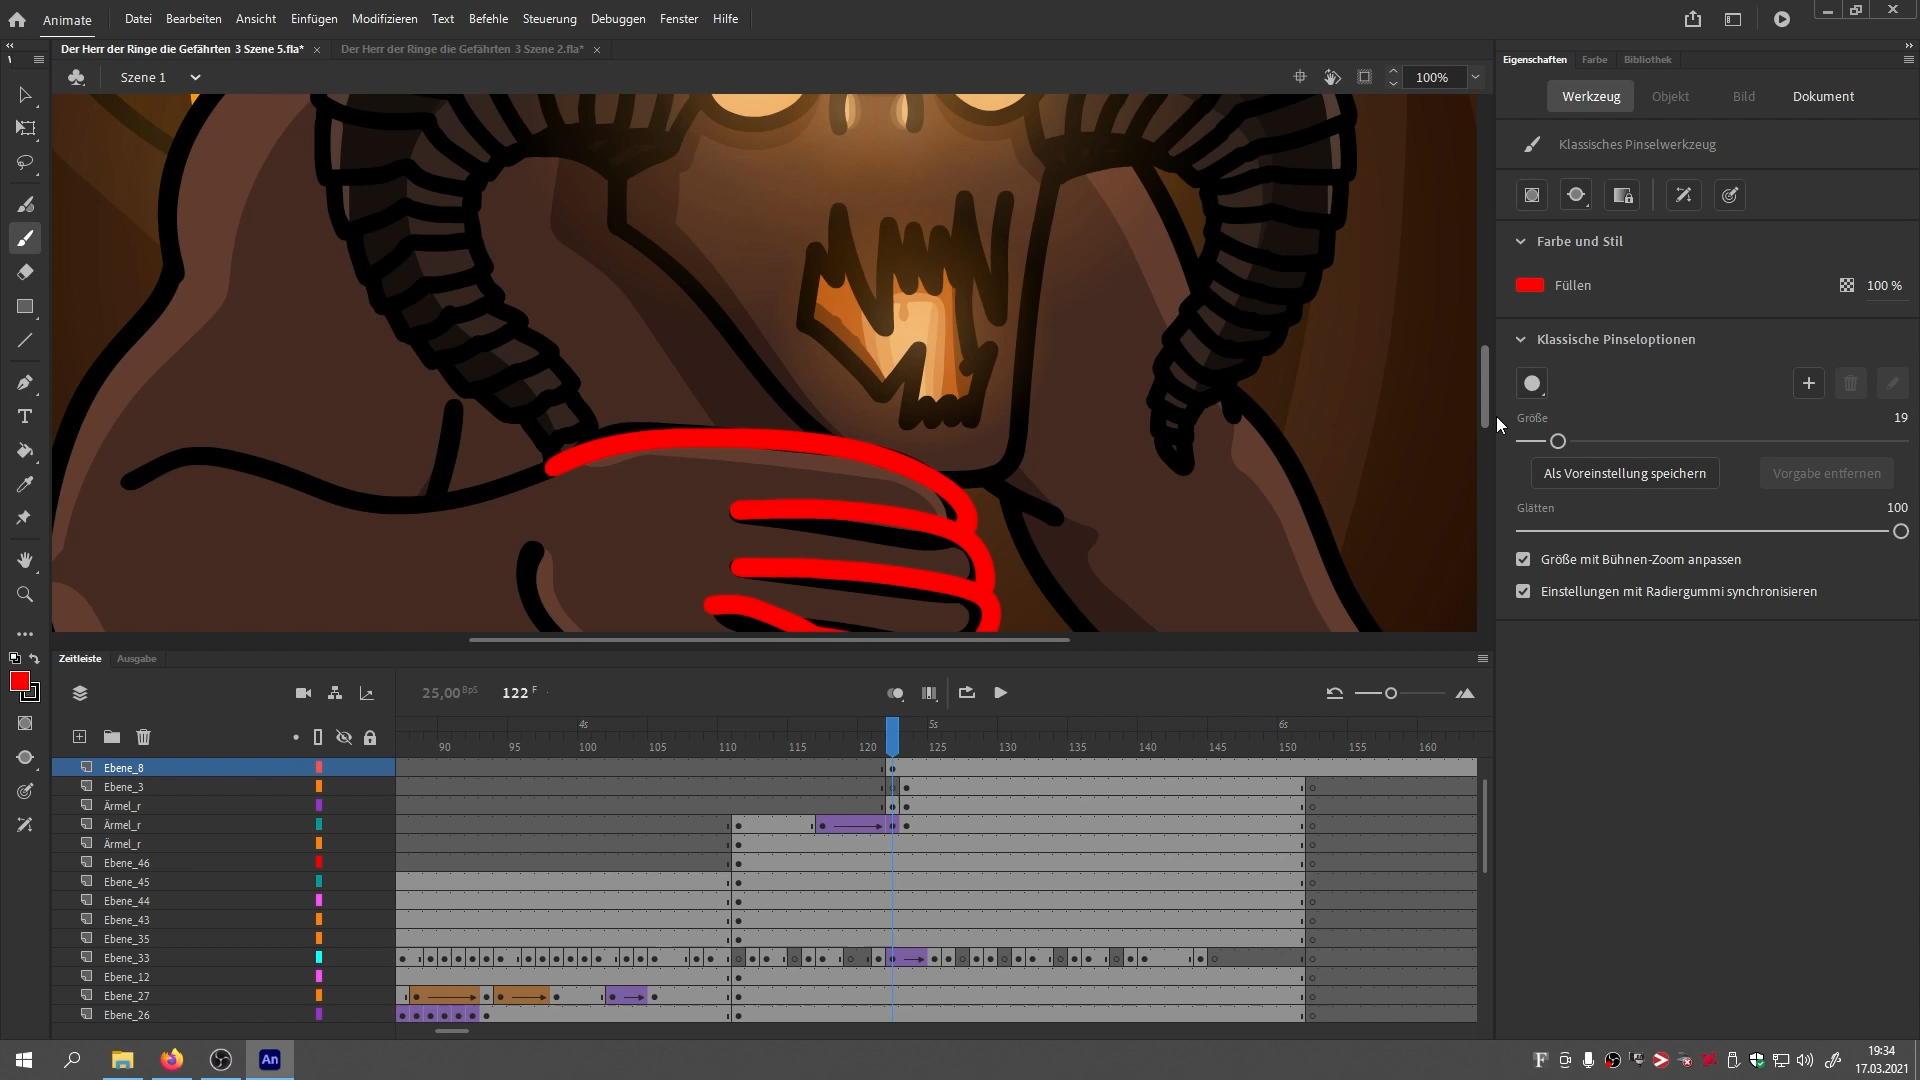 Animate
Datei Bearbeiten Ansicht Einfügen Modifizieren Text Befehle Steuerung Debuggen Fenster Hilfe
Der Herr der Ringe die Gefährten 3 Szene 5.fla* × Der Herr der Ringe die Gefährten 3 Szene 2.fla* ×
Szene 1
100%
Eigenschaften Farbe Bibliothek
Werkzeug Objekt Bild Dokument
Klassisches Pinselwerkzeug
Farbe und Stil
Füllen 100 %
Klassische Pinseloptionen
Größe 19
Als Voreinstellung speichern Vorgabe entfernen
Glätten 100
Größe mit Bühnen-Zoom anpassen
Einstellungen mit Radiergummi synchronisieren
Zeitleiste Ausgabe
25,00 BpS 122 F
4s 5s 6s
90 95 100 105 110 115 120 125 130 135 140 145 150 155 160
Ebene_8
Ebene_3
Ärmel_r
Ärmel_r
Ärmel_r
Ebene_46
Ebene_45
Ebene_44
Ebene_43
Ebene_35
Ebene_33
Ebene_12
Ebene_27
Ebene_26
An
19:34
17.03.2021